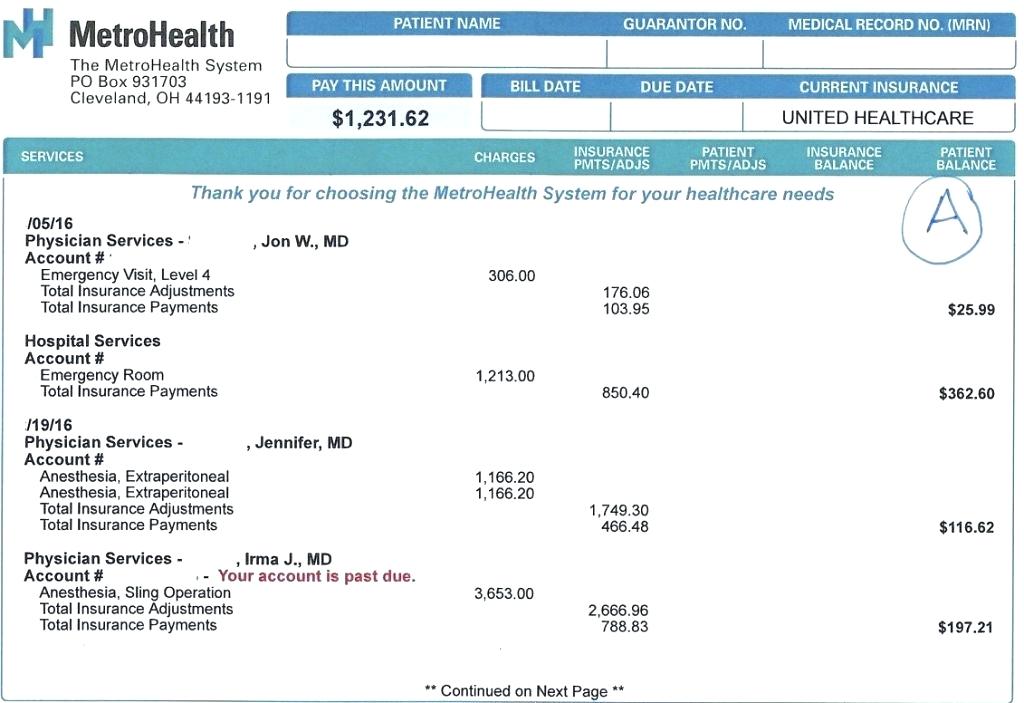 MetroHealth
The MetroHealth System
PO Box 931703
Cleveland, OH 44193-1191
PATIENT NAME GUARANTOR NO. MEDICAL RECORD NO. (MRN)
PAY THIS AMOUNT BILL DATE DUE DATE CURRENT INSURANCE
$1,231.62 UNITED HEALTHCARE
SERVICES CHARGES INSURANCE PMTS/ADJS PATIENT PMTS/ADJS INSURANCE BALANCE PATIENT BALANCE
Thank you for choosing the MetroHealth System for your healthcare needs
A
/05/16
Physician Services - , Jon W., MD
Account #
Emergency Visit, Level 4 306.00
Total Insurance Adjustments 176.06
Total Insurance Payments 103.95 $25.99
Hospital Services
Account #
Emergency Room 1,213.00
Total Insurance Payments 850.40 $362.60
/19/16
Physician Services - , Jennifer, MD
Account #
Anesthesia, Extraperitoneal 1,166.20
Anesthesia, Extraperitoneal 1,166.20
Total Insurance Adjustments 1,749.30
Total Insurance Payments 466.48 $116.62
Physician Services - , Irma J., MD
Account # - Your account is past due.
Anesthesia, Sling Operation 3,653.00
Total Insurance Adjustments 2,666.96
Total Insurance Payments 788.83 $197.21
** Continued on Next Page **